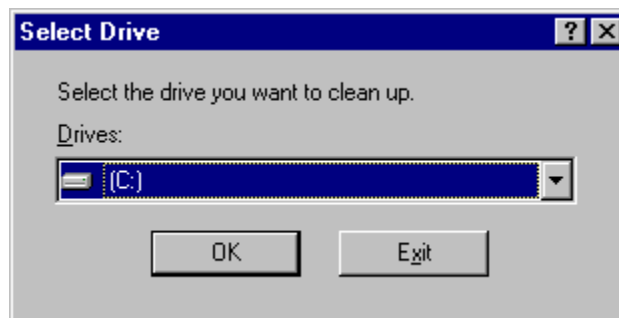 Select Drive
Select the drive you want to clean up.
Drives:
(C:)
OK
Exit